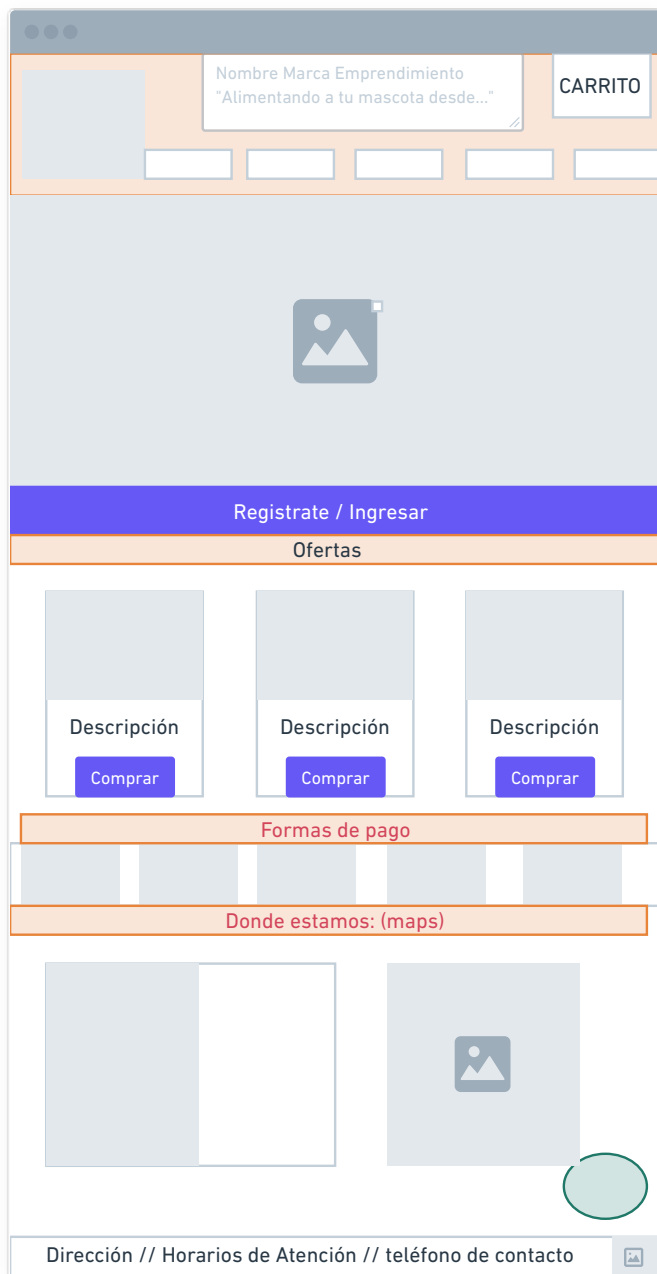 Nombre Marca Emprendimiento
"Alimentando a tu mascota desde..."
CARRITO
Registrate / Ingresar
Ofertas
Descripción
Comprar
Descripción
Comprar
Descripción
Comprar
Formas de pago
Donde estamos: (maps)
Dirección // Horarios de Atención // teléfono de contacto